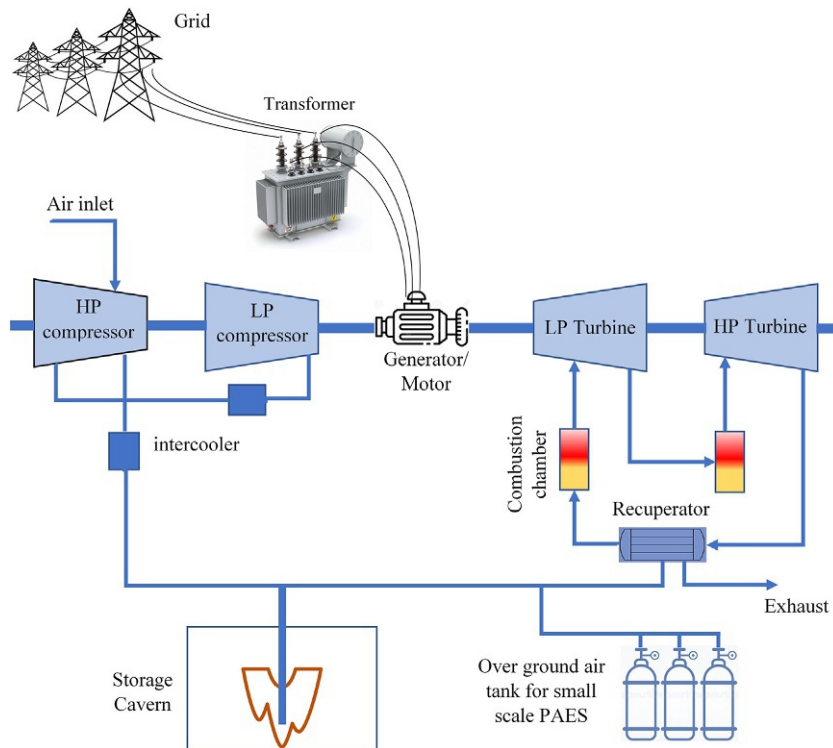 Grid
Transformer
Air inlet
HP
compressor
LP
compressor
Generator/
Motor
LP Turbine
HP Turbine
intercooler
Combustion
chamber
Recuperator
Exhaust
Storage
Cavern
Over ground air
tank for small
scale PAES